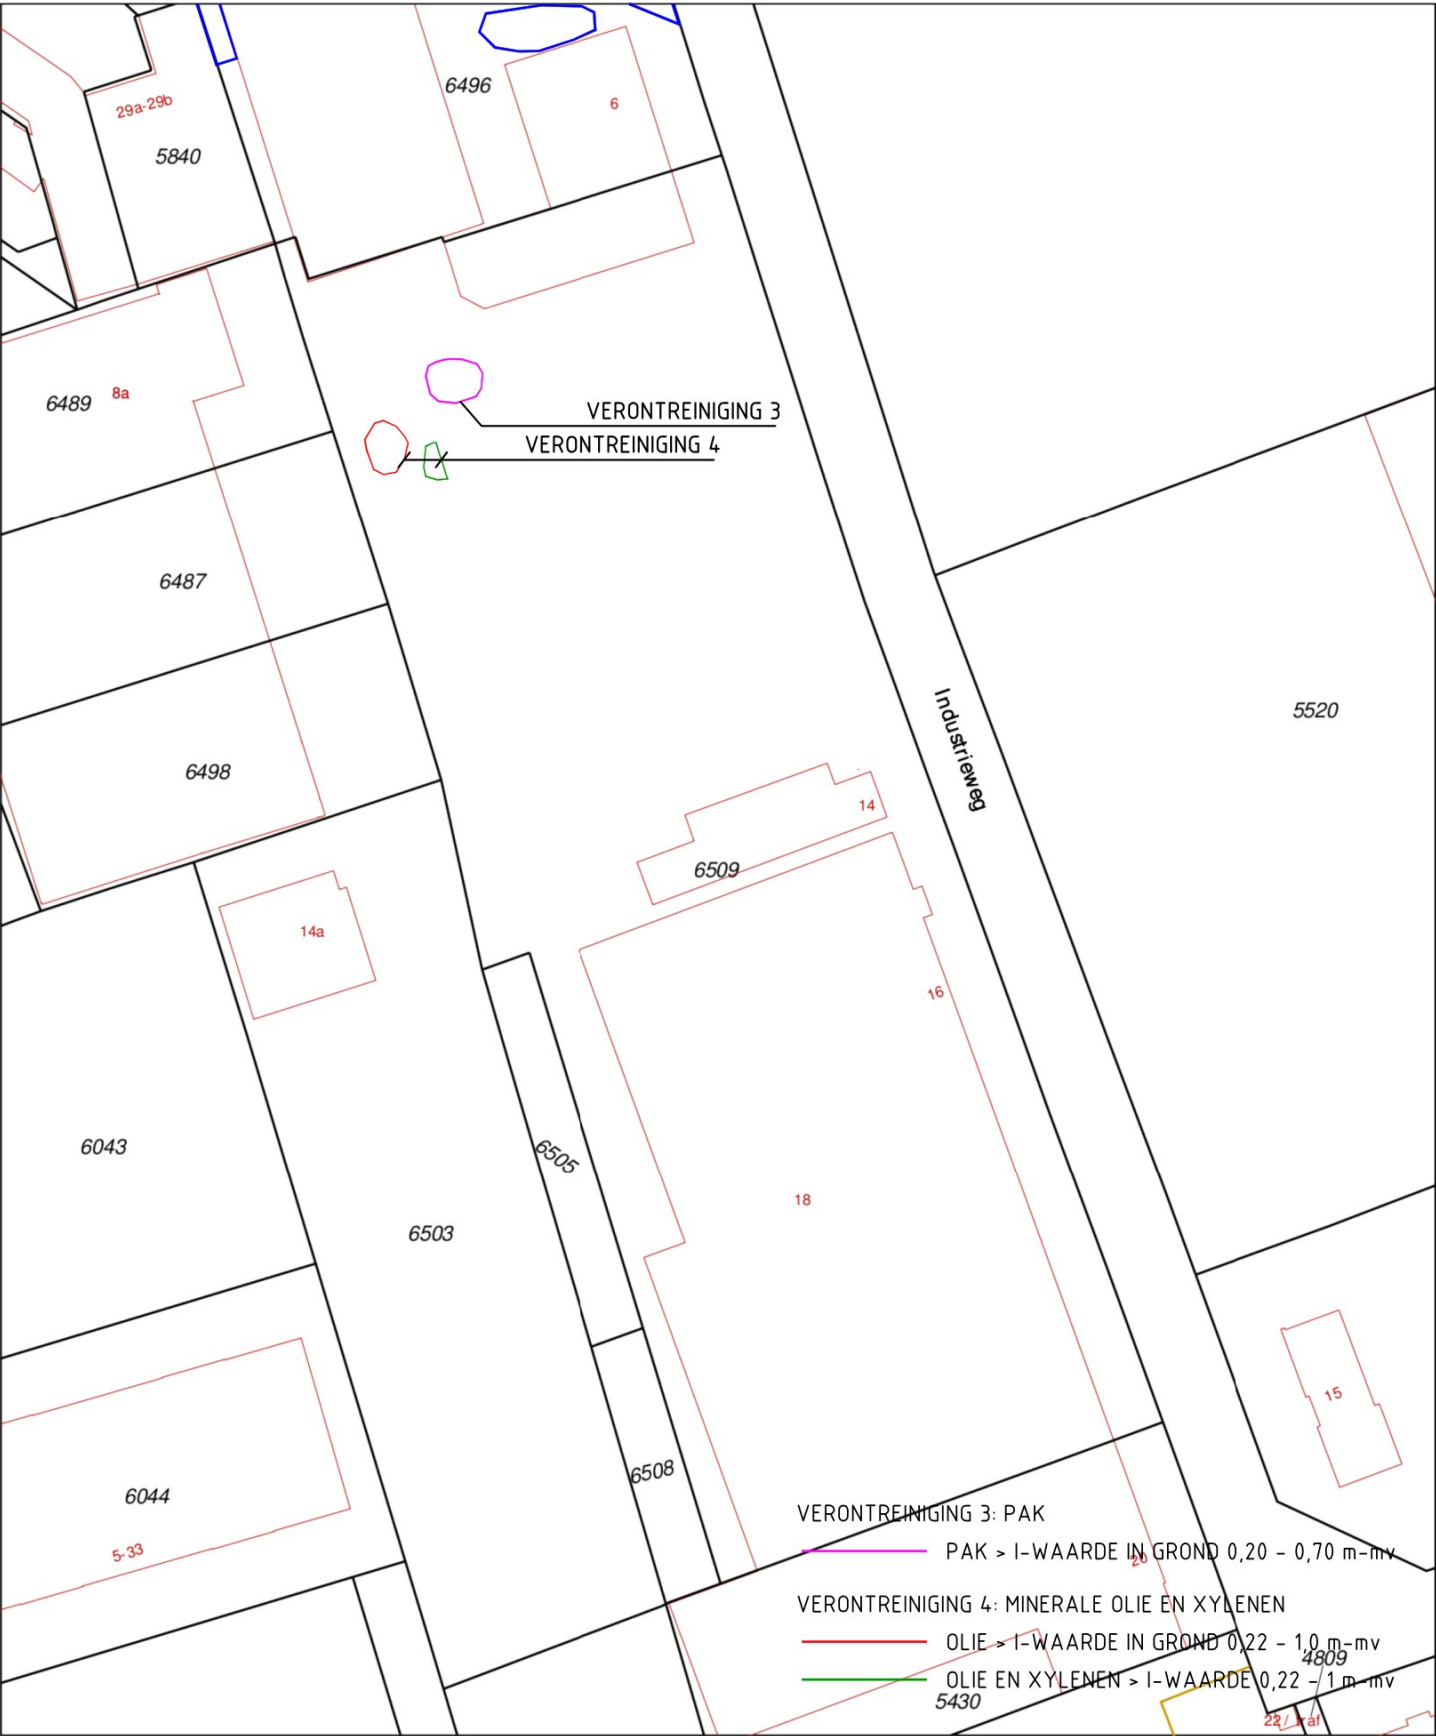 6496
6
29a-29b
5840
6489
8a
VERONTREINIGING 3
VERONTREINIGING 4
6487
5520
Industrieweg
6498
14
6509
14a
16
6043
6505
18
6503
15
6508
6044
5-33
VERONTREINIGING 3: PAK
PAK > I-WAARDE IN GROND 0,20 - 0,70 m-mv
20
VERONTREINIGING 4: MINERALE OLIE EN XYLENEN
OLIE > I-WAARDE IN GROND 0,22 - 1,0 m-mv
4809
OLIE EN XYLENEN > I-WAARDE 0,22 - 1 m-mv
5430
22/traf